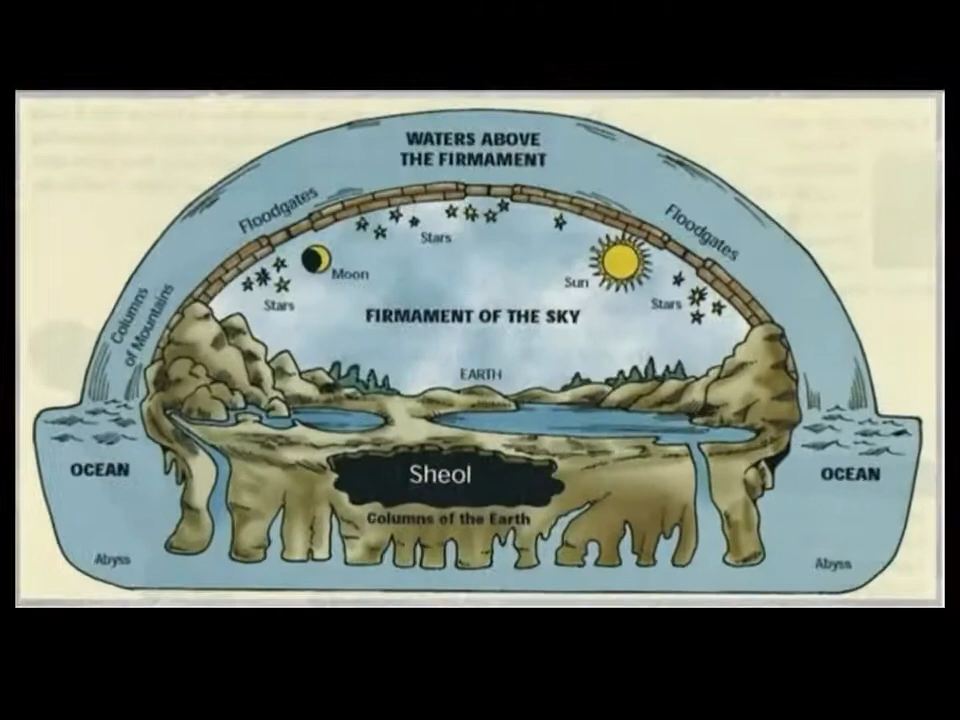 WATERS ABOVE
THE FIRMAMENT
Floodgates
Floodgates
Stars
Moon
Sun
Stars
Stars
Columns
of Mountains
FIRMAMENT OF THE SKY
EARTH
OCEAN
Sheol
OCEAN
Columns of the Earth
Abyss
Abyss